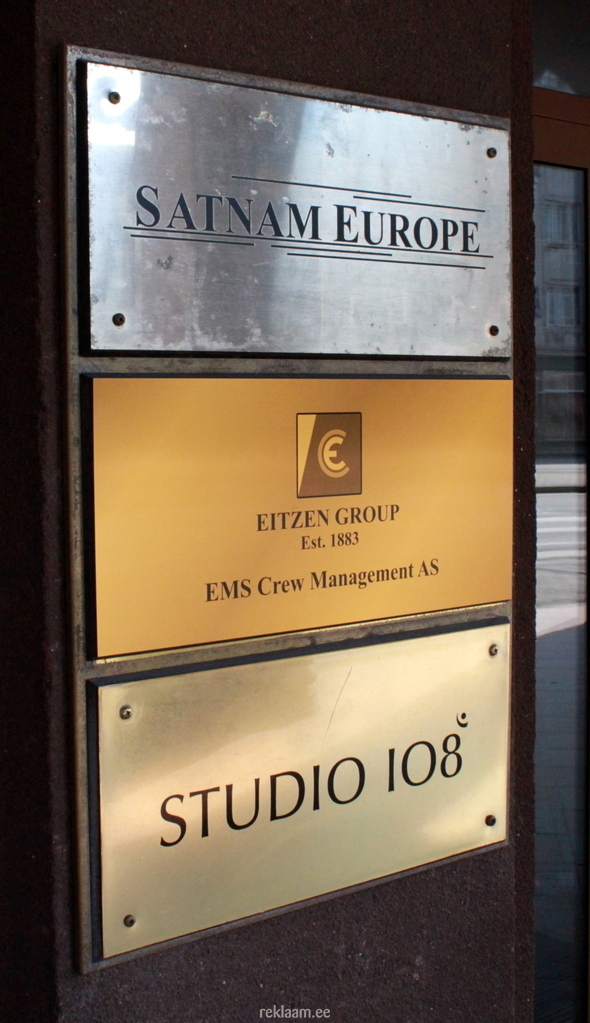 SATNAM EUROPE
EITZEN GROUP
Est. 1883
EMS Crew Management AS
STUDIO 108
reklaam.ee